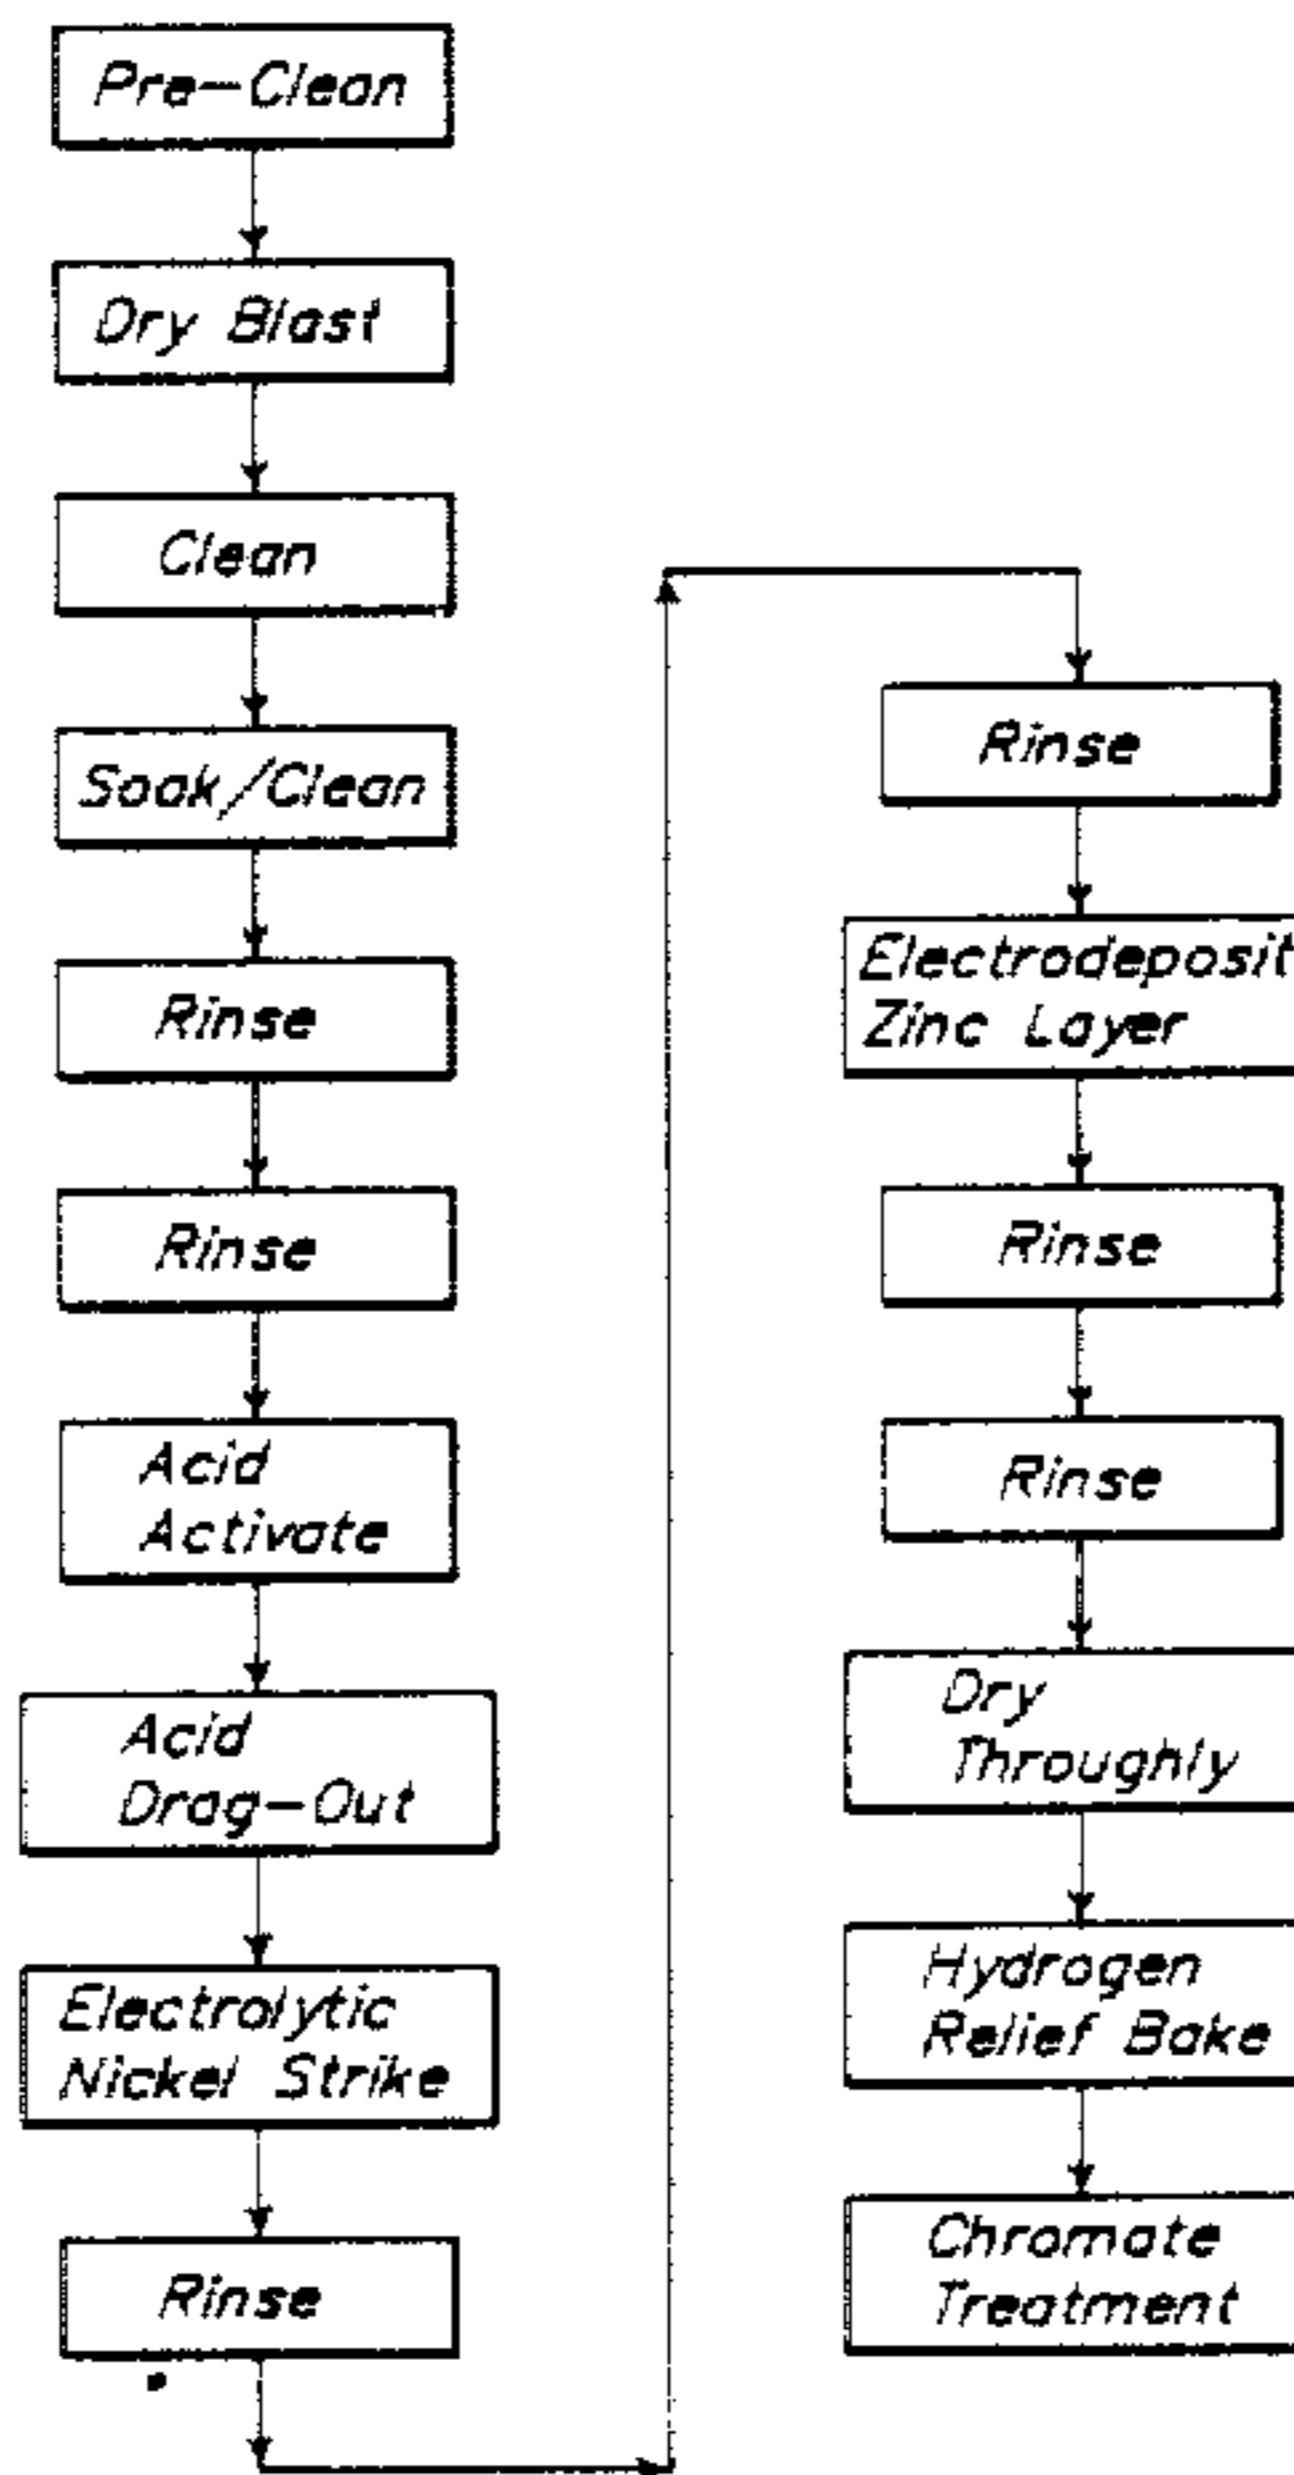 Pre-Clean
Dry Blast
Clean
Soak/Clean
Rinse
Rinse
Acid
Activate
Acid
Drag-Out
Electrolytic
Nickel Strike
Rinse
Rinse
Electrodeposit
Zinc Layer
Rinse
Rinse
Dry
Throughly
Hydrogen
Relief Bake
Chromate
Treatment